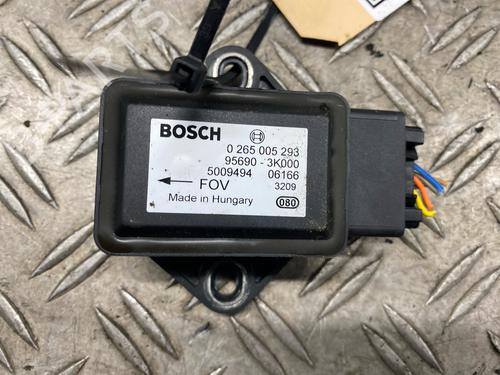 BOSCH
0 265 005 293
95690 - 3K000
5009494 06166
FOV 3209
Made in Hungary 080